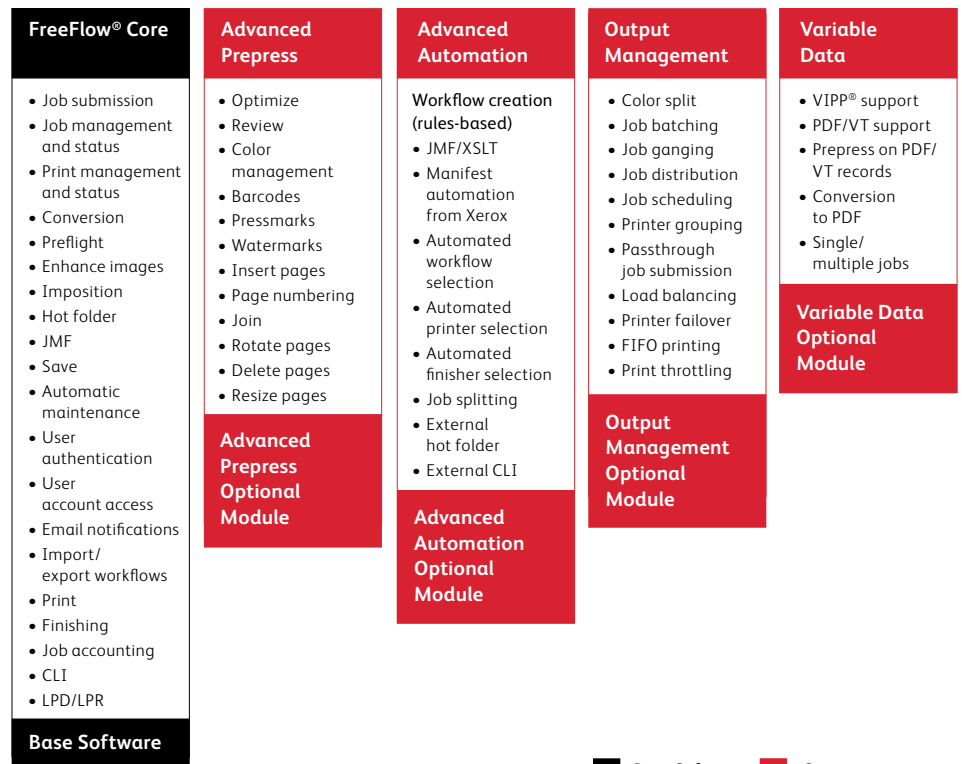 FreeFlow® Core
• Job submission
• Job management
and status
• Print management
and status
• Conversion
• Preflight
• Enhance images
• Imposition
• Hot folder
• JMF
• Save
• Automatic
maintenance
• User
authentication
• User
account access
• Email notifications
• Import/
export workflows
• Print
• Finishing
• Job accounting
• CLI
• LPD/LPR
Base Software
Advanced
Prepress
• Optimize
• Review
• Color
management
• Barcodes
• Pressmarks
• Watermarks
• Insert pages
• Page numbering
• Join
• Rotate pages
• Delete pages
• Resize pages
Advanced
Prepress
Optional
Module
Advanced
Automation
Workflow creation
(rules-based)
• JMF/XSLT
• Manifest
automation
from Xerox
• Automated
workflow
selection
• Automated
printer selection
• Automated
finisher selection
• Job splitting
• External
hot folder
• External CLI
Advanced
Automation
Optional
Module
Output
Management
• Color split
• Job batching
• Job ganging
• Job distribution
• Job scheduling
• Printer grouping
• Passthrough
job submission
• Load balancing
• Printer failover
• FIFO printing
• Print throttling
Output
Management
Optional
Module
Variable
Data
• VIPP® support
• PDF/VT support
• Prepress on PDF/
VT records
• Conversion
to PDF
• Single/
multiple jobs
Variable Data
Optional
Module